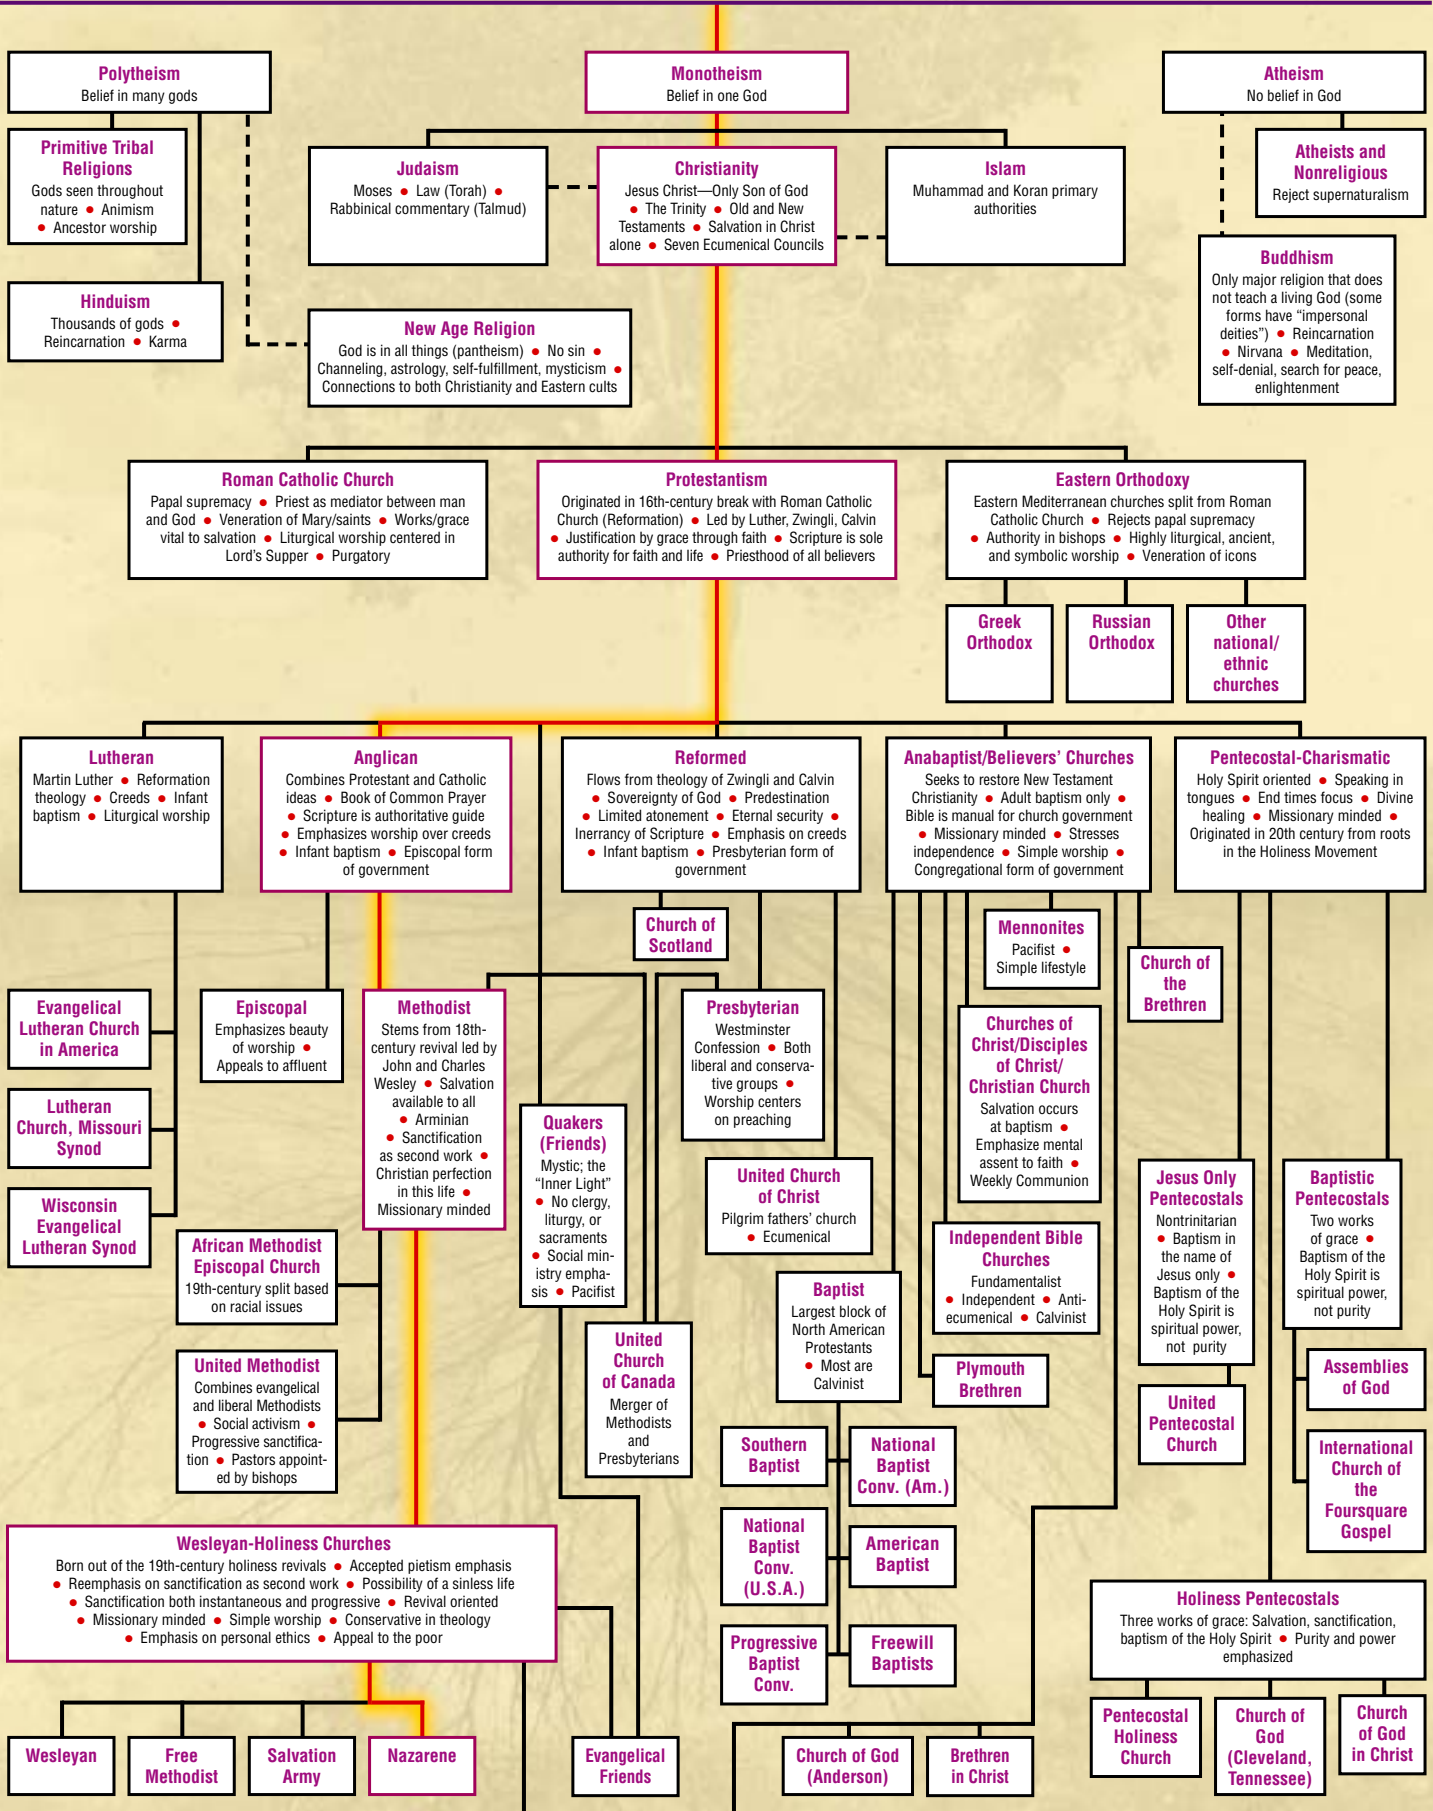 Polytheism
Belief in many gods
Monotheism
Belief in one God
Atheism
No belief in God
Primitive Tribal
Religions
Gods seen throughout
nature ● Animism
● Ancestor worship
Judaism
Moses ● Law (Torah) ●
Rabbinical commentary (Talmud)
Christianity
Jesus Christ—Only Son of God
● The Trinity ● Old and New
Testaments ● Salvation in Christ
alone ● Seven Ecumenical Councils
Islam
Muhammad and Koran primary
authorities
Atheists and
Nonreligious
Reject supernaturalism
Buddhism
Only major religion that does
not teach a living God (some
forms have “impersonal
deities”) ● Reincarnation
● Nirvana ● Meditation,
self-denial, search for peace,
enlightenment
Hinduism
Thousands of gods ●
Reincarnation ● Karma
New Age Religion
God is in all things (pantheism) ● No sin ●
Channeling, astrology, self-fulfillment, mysticism ●
Connections to both Christianity and Eastern cults
Roman Catholic Church
Papal supremacy ● Priest as mediator between man
and God ● Veneration of Mary/saints ● Works/grace
vital to salvation ● Liturgical worship centered in
Lord’s Supper ● Purgatory
Protestantism
Originated in 16th-century break with Roman Catholic
Church (Reformation) ● Led by Luther, Zwingli, Calvin
● Justification by grace through faith ● Scripture is sole
authority for faith and life ● Priesthood of all believers
Eastern Orthodoxy
Eastern Mediterranean churches split from Roman
Catholic Church ● Rejects papal supremacy
● Authority in bishops ● Highly liturgical, ancient,
and symbolic worship ● Veneration of icons
Greek
Orthodox
Russian
Orthodox
Other
national/
ethnic
churches
Lutheran
Martin Luther ● Reformation
theology ● Creeds ● Infant
baptism ● Liturgical worship
Anglican
Combines Protestant and Catholic
ideas ● Book of Common Prayer
● Scripture is authoritative guide
● Emphasizes worship over creeds
● Infant baptism ● Episcopal form
of government
Reformed
Flows from theology of Zwingli and Calvin
● Sovereignty of God ● Predestination
● Limited atonement ● Eternal security ●
Inerrancy of Scripture ● Emphasis on creeds
● Infant baptism ● Presbyterian form of
government
Anabaptist/Believers’ Churches
Seeks to restore New Testament
Christianity ● Adult baptism only ●
Bible is manual for church government
● Missionary minded ● Stresses
independence ● Simple worship ●
Congregational form of government
Pentecostal-Charismatic
Holy Spirit oriented ● Speaking in
tongues ● End times focus ● Divine
healing ● Missionary minded ●
Originated in 20th century from roots
in the Holiness Movement
Church of
Scotland
Mennonites
Pacifist ●
Simple lifestyle
Church of
the
Brethren
Evangelical
Lutheran Church
in America
Episcopal
Emphasizes beauty
of worship ●
Appeals to affluent
Methodist
Stems from 18th-
century revival led by
John and Charles
Wesley ● Salvation
available to all
● Arminian
● Sanctification
as second work ●
Christian perfection
in this life ●
Missionary minded
Presbyterian
Westminster
Confession ● Both
liberal and conserva-
tive groups ●
Worship centers
on preaching
Churches of
Christ/Disciples
of Christ/
Christian Church
Salvation occurs
at baptism ●
Emphasize mental
assent to faith ●
Weekly Communion
Lutheran
Church, Missouri
Synod
Quakers
(Friends)
Mystic; the
“Inner Light”
● No clergy,
liturgy, or
sacraments
● Social min-
istry empha-
sis ● Pacifist
United Church
of Christ
Pilgrim fathers’ church
● Ecumenical
Jesus Only
Pentecostals
Nontrinitarian
● Baptism in
the name of
Jesus only ●
Baptism of the
Holy Spirit is
spiritual power,
not purity
Baptistic
Pentecostals
Two works
of grace ●
Baptism of the
Holy Spirit is
spiritual power,
not purity
Wisconsin
Evangelical
Lutheran Synod
African Methodist
Episcopal Church
19th-century split based
on racial issues
Independent Bible
Churches
Fundamentalist
● Independent ● Anti-
ecumenical ● Calvinist
Baptist
Largest block of
North American
Protestants
● Most are
Calvinist
United
Church
of Canada
Merger of
Methodists
and
Presbyterians
United Methodist
Combines evangelical
and liberal Methodists
● Social activism ●
Progressive sanctifica-
tion ● Pastors appoint-
ed by bishops
Plymouth
Brethren
Assemblies
of God
United
Pentecostal
Church
Southern
Baptist
National
Baptist
Conv. (Am.)
International
Church of
the
Foursquare
Gospel
National
Baptist
Conv.
(U.S.A.)
American
Baptist
Wesleyan-Holiness Churches
Born out of the 19th-century holiness revivals ● Accepted pietism emphasis
● Reemphasis on sanctification as second work ● Possibility of a sinless life
● Sanctification both instantaneous and progressive ● Revival oriented
● Missionary minded ● Simple worship ● Conservative in theology
● Emphasis on personal ethics ● Appeal to the poor
Holiness Pentecostals
Three works of grace: Salvation, sanctification,
baptism of the Holy Spirit ● Purity and power
emphasized
Progressive
Baptist
Conv.
Freewill
Baptists
Wesleyan
Free
Methodist
Salvation
Army
Nazarene
Evangelical
Friends
Church of God
(Anderson)
Brethren
in Christ
Pentecostal
Holiness
Church
Church of
God
(Cleveland,
Tennessee)
Church
of God
in Christ